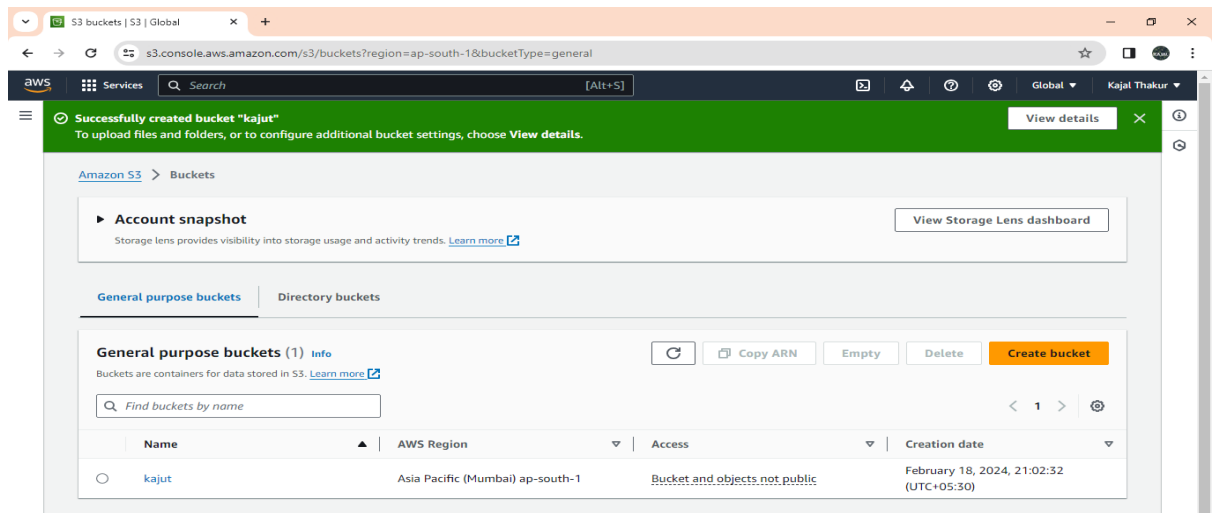 S3 buckets | S3 | Global
s3.console.aws.amazon.com/s3/buckets?region=ap-south-1&bucketType=general
aws Services Search [Alt+S] Global Kajal Thakur
Successfully created bucket "kajut"
To upload files and folders, or to configure additional bucket settings, choose View details.
View details
Amazon S3 > Buckets
Account snapshot
Storage lens provides visibility into storage usage and activity trends. Learn more
View Storage Lens dashboard
General purpose buckets Directory buckets
General purpose buckets (1) Info
Buckets are containers for data stored in S3. Learn more
Copy ARN Empty Delete Create bucket
Find buckets by name
< 1 >
Name AWS Region Access Creation date
kajut Asia Pacific (Mumbai) ap-south-1 Bucket and objects not public February 18, 2024, 21:02:32
(UTC+05:30)